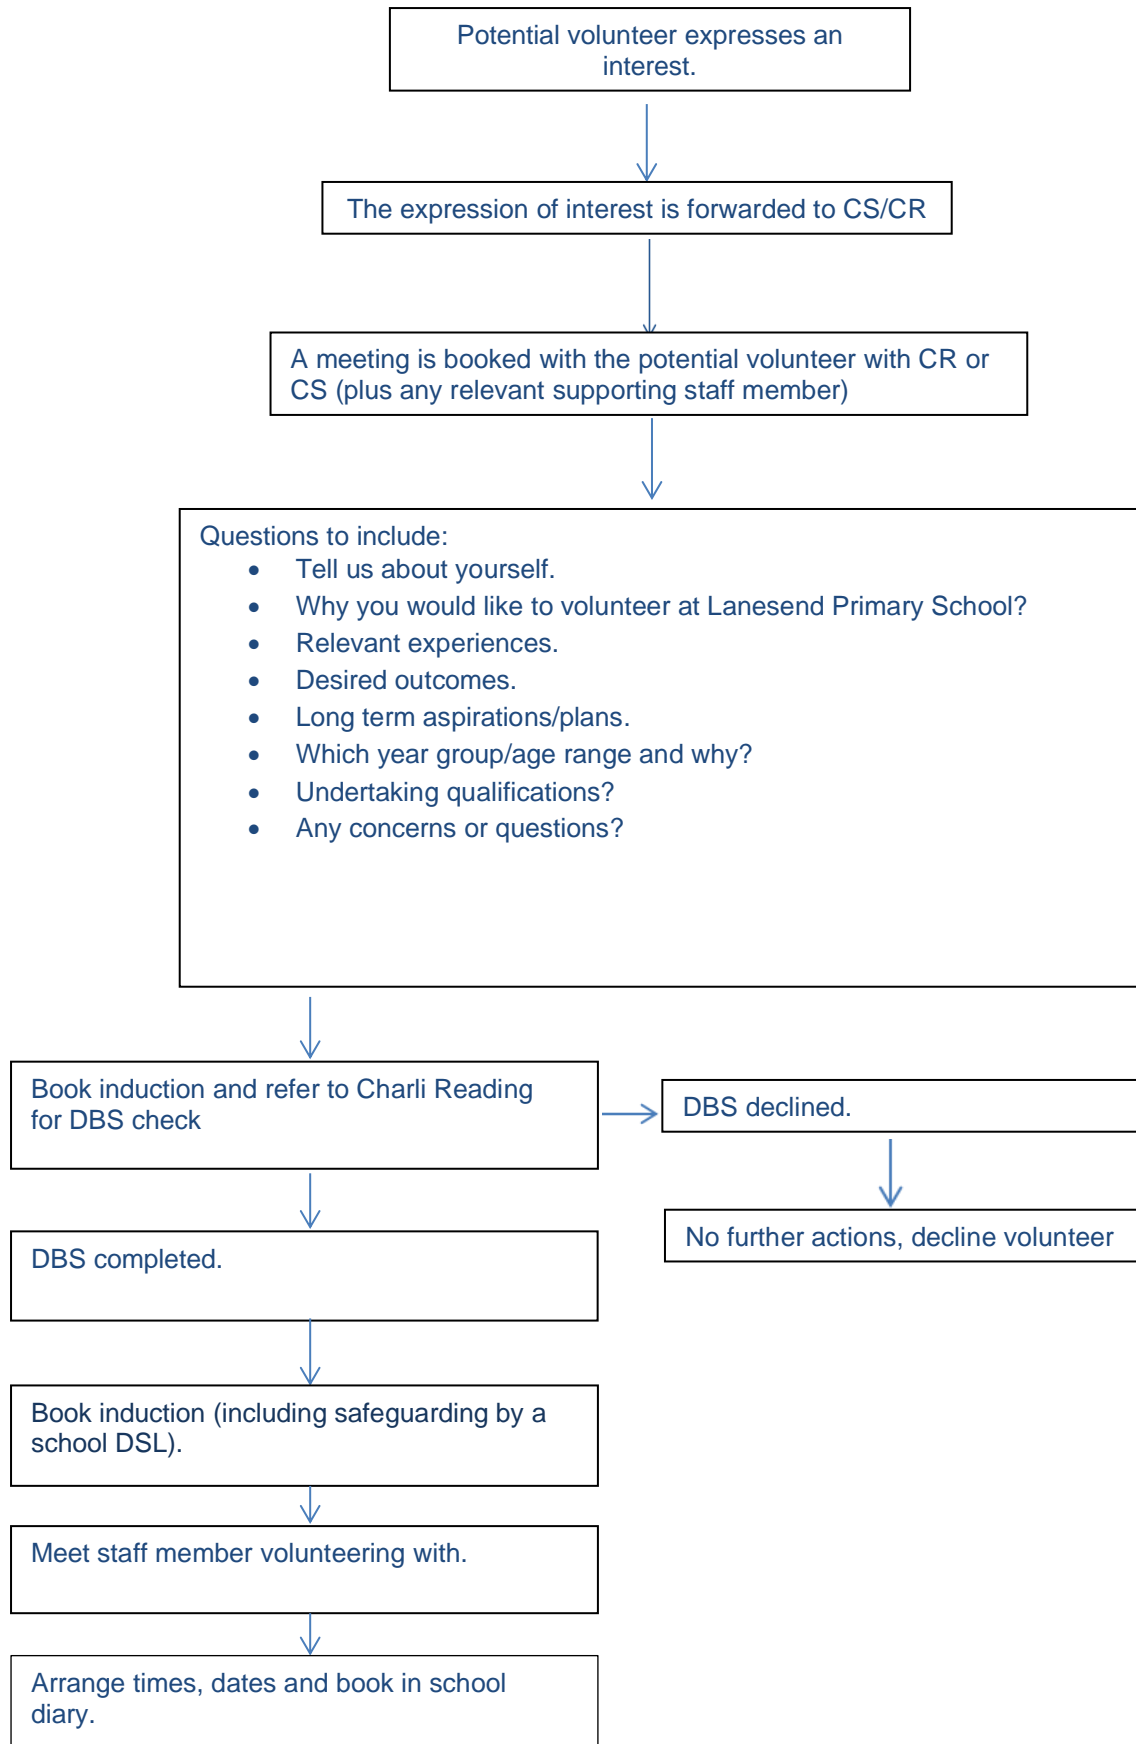 Potential volunteer expresses an
interest.
The expression of interest is forwarded to CS/CR
A meeting is booked with the potential volunteer with CR or
CS (plus any relevant supporting staff member)
Questions to include:
• Tell us about yourself.
• Why you would like to volunteer at Lanesend Primary School?
• Relevant experiences.
• Desired outcomes.
• Long term aspirations/plans.
• Which year group/age range and why?
• Undertaking qualifications?
• Any concerns or questions?
Book induction and refer to Charli Reading
for DBS check
DBS declined.
No further actions, decline volunteer
DBS completed.
Book induction (including safeguarding by a
school DSL).
Meet staff member volunteering with.
Arrange times, dates and book in school
diary.